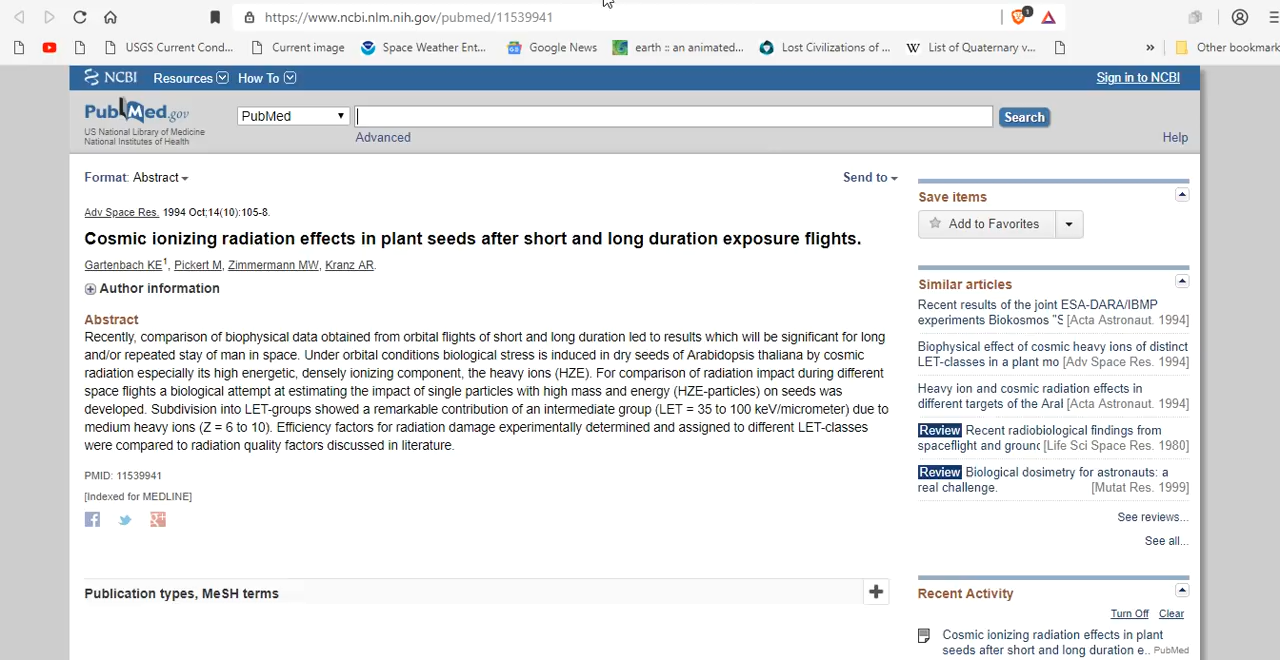 https://www.ncbi.nlm.nih.gov/pubmed/11539941
1
USGS Current Cond...
Current image
Space Weather Ent...
Google News
earth :: an animated...
Lost Civilizations of ...
W List of Quaternary v...
»
Other bookmark
NCBI Resources How To
Sign in to NCBI
PubMed.gov
US National Library of Medicine
National Institutes of Health
PubMed
Search
Advanced
Help
Format: Abstract
Send to
Adv Space Res. 1994 Oct;14(10):105-8.
Cosmic ionizing radiation effects in plant seeds after short and long duration exposure flights.
Gartenbach KE1, Pickert M, Zimmermann MW, Kranz AR.
Author information
Abstract
Recently, comparison of biophysical data obtained from orbital flights of short and long duration led to results which will be significant for long
and/or repeated stay of man in space. Under orbital conditions biological stress is induced in dry seeds of Arabidopsis thaliana by cosmic
radiation especially its high energetic, densely ionizing component, the heavy ions (HZE). For comparison of radiation impact during different
space flights a biological attempt at estimating the impact of single particles with high mass and energy (HZE-particles) on seeds was
developed. Subdivision into LET-groups showed a remarkable contribution of an intermediate group (LET = 35 to 100 keV/micrometer) due to
medium heavy ions (Z = 6 to 10). Efficiency factors for radiation damage experimentally determined and assigned to different LET-classes
were compared to radiation quality factors discussed in literature.
PMID: 11539941
[Indexed for MEDLINE]
Publication types, MeSH terms
Save items
Add to Favorites
Similar articles
Recent results of the joint ESA-DARA/IBMP
experiments Biokosmos "S [Acta Astronaut. 1994]
Biophysical effect of cosmic heavy ions of distinct
LET-classes in a plant mo [Adv Space Res. 1994]
Heavy ion and cosmic radiation effects in
different targets of the Aral [Acta Astronaut. 1994]
Review Recent radiobiological findings from
spaceflight and ground [Life Sci Space Res. 1980]
Review Biological dosimetry for astronauts: a
real challenge. [Mutat Res. 1999]
See reviews...
See all...
Recent Activity
Turn Off Clear
Cosmic ionizing radiation effects in plant
seeds after short and long duration e.. PubMed